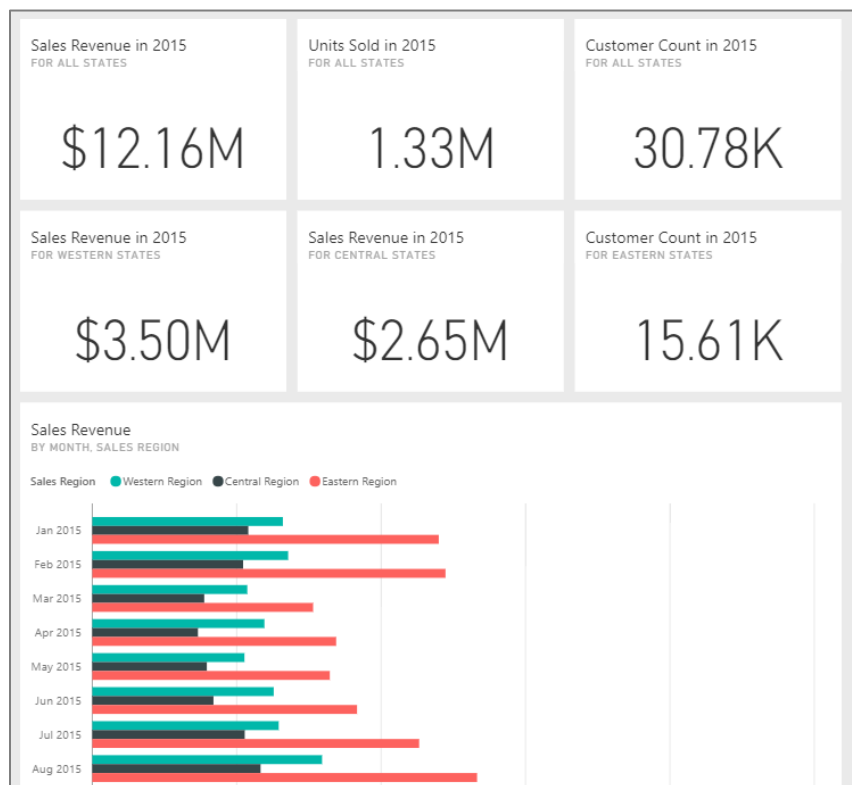 Sales Revenue in 2015
FOR ALL STATES
$12.16M
Units Sold in 2015
FOR ALL STATES
1.33M
Customer Count in 2015
FOR ALL STATES
30.78K
Sales Revenue in 2015
FOR WESTERN STATES
$3.50M
Sales Revenue in 2015
FOR CENTRAL STATES
$2.65M
Customer Count in 2015
FOR EASTERN STATES
15.61K
Sales Revenue
BY MONTH, SALES REGION
Sales Region Western Region Central Region Eastern Region
Jan 2015
Feb 2015
Mar 2015
Apr 2015
May 2015
Jun 2015
Jul 2015
Aug 2015